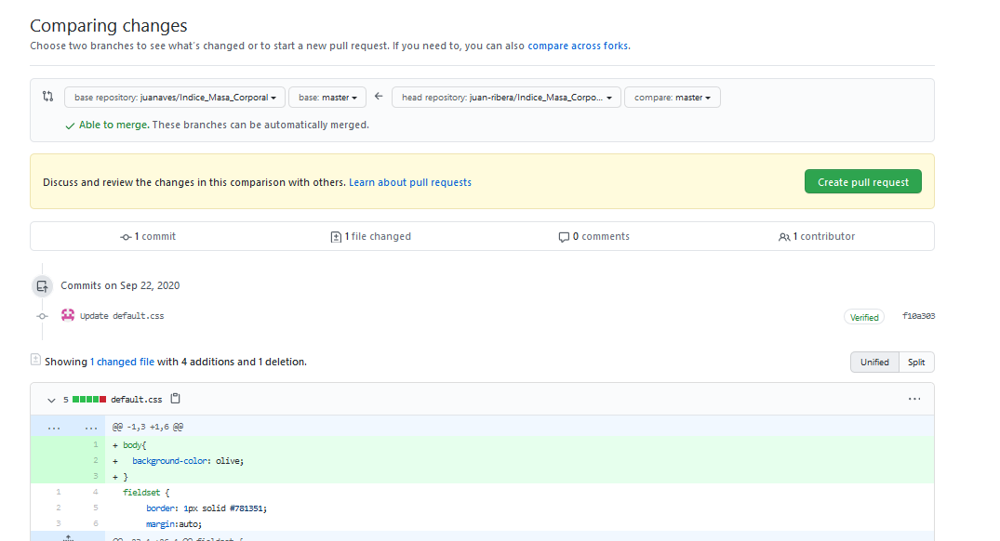 Comparing changes
Choose two branches to see what's changed or to start a new pull request. If you need to, you can also compare across forks.
base repository: juanaves/Indice_Masa_Corporal base: master head repository: juan-ribera/Indice_Masa_Corpo... compare: master
Able to merge. These branches can be automatically merged.
Discuss and review the changes in this comparison with others. Learn about pull requests Create pull request
1 commit 1 file changed 0 comments 1 contributor
Commits on Sep 22, 2020
Update default.css Verified f10a303
Showing 1 changed file with 4 additions and 1 deletion. Unified Split
5 default.css ...
... ... @@ -1,3 +1,6 @@
1 + body{
2 + background-color: olive;
3 + }
1 4 fieldset {
2 5 border: 1px solid #781351;
3 6 margin:auto;